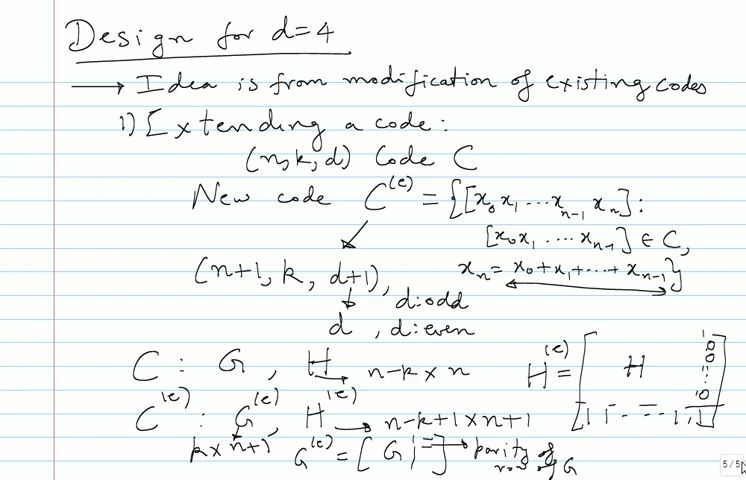 Design for d=4
→ Idea is from modification of existing codes
1) Extending a code:
(n,k,d) Code C
New code C^(e) = {[x_0 x_1 ... x_{n-1} x_n]:
[x_0 x_1 ... x_{n-1}] ∈ C,
(n+1, k, d+1), x_n = x_0+x_1+...+x_{n-1}}
d:odd
d, d:even
C : G, H → n-k × n H^(e) = [ H 0 0 : 0
C^(e) : G^(e), H^(e) → n-k+1 × n+1 1 1 - = - 1, 1 ]
k × n+1 G^(e) = [ G | = ] → parity of
row of G
5/5